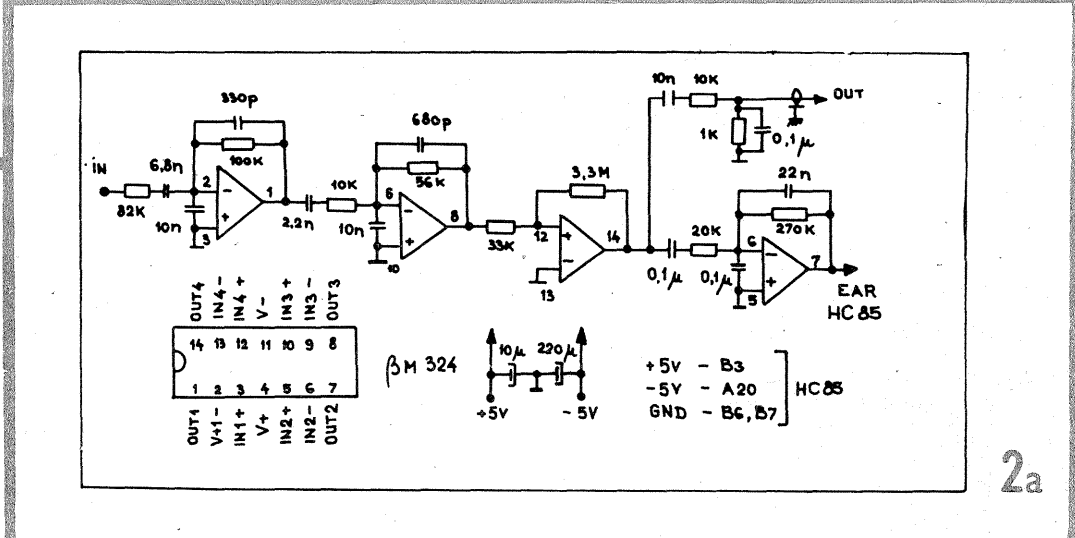 330p
100K
iN
6,8n
82K
2
1
10n
3
680p
56K
10K
6
8
2,2n
10n
10
3,3M
33K
12
14
13
10n
10K
OUT
1K
0,1µ
22n
270K
20K
6
7
0,1µ
0,1µ
5
EAR
HC85
OUT4
IN4-
IN4+
V-
IN3+
IN3-
OUT3
14 13 12 11 10 9 8
1 2 3 4 5 6 7
OUT1
V+1-
IN1+
V+
IN2+
IN2-
OUT2
βM 324
10µ
220µ
+5V
-5V
+5V - B3
-5V - A20
GND - B6, B7
HC85
2a